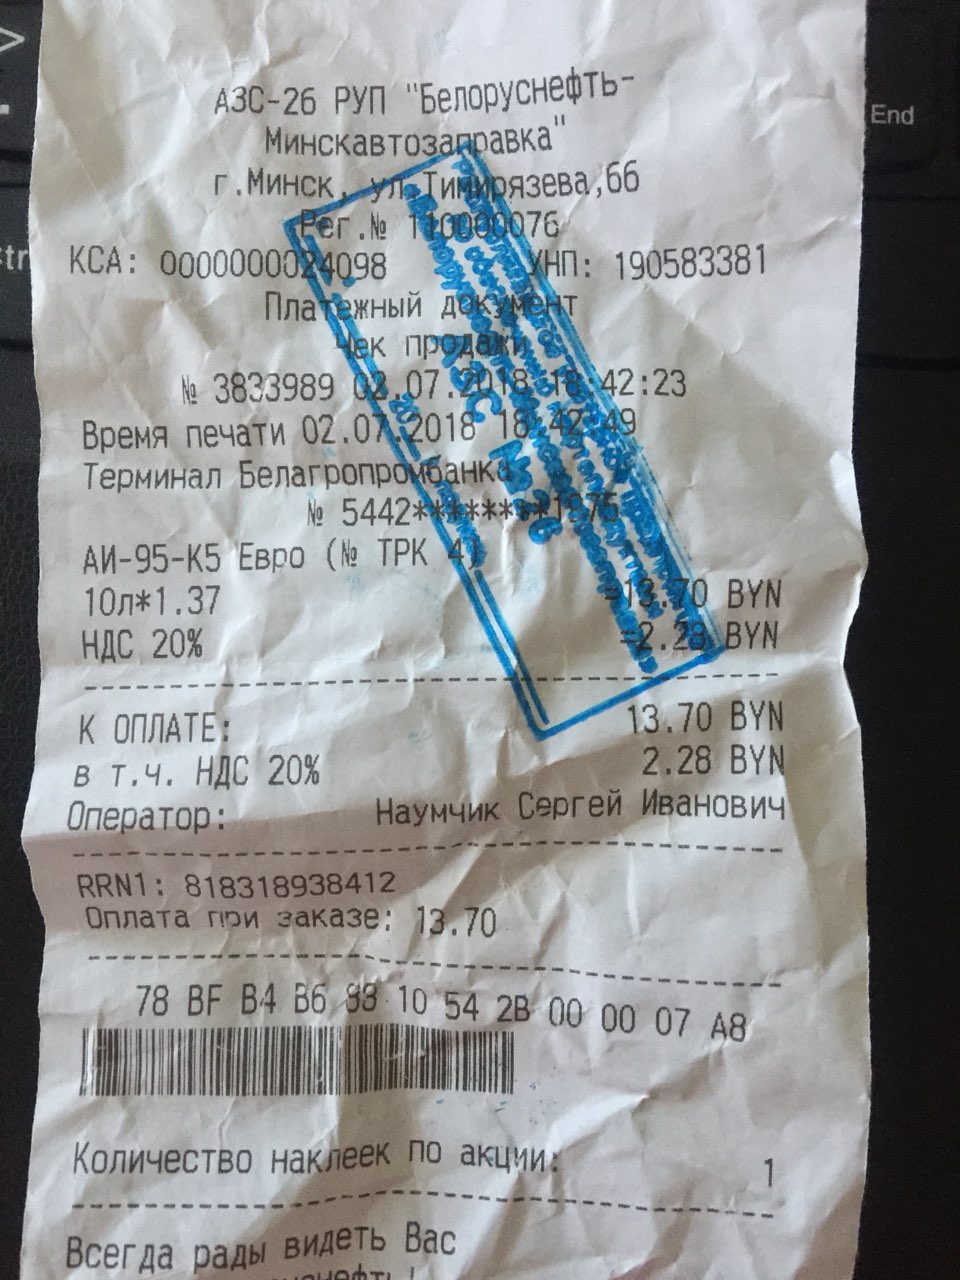 End
АЗС-26 РУП "Белоруснефть-
Минскавтозаправка"
г.Минск, ул.Тимирязева,66
Рег.№ 110000076
КСА: 0000000024098 УНП: 190583381
Платежный документ
Чек продажи
№ 3833989 02.07.2018 18:42:23
Время печати 02.07.2018 18:42:49
Терминал Белагропромбанка
№ 5442********1975
АИ-95-К5 Евро (№ ТРК 4)
10л*1.37 =13.70 BYN
НДС 20% =2.28 BYN
К ОПЛАТЕ: 13.70 BYN
в т.ч. НДС 20% 2.28 BYN
Оператор: Наумчик Сергей Иванович
RRN1: 818318938412
Оплата при заказе: 13.70
78 BF B4 B6 93 10 54 2B 00 00 07 A8
Количество наклеек по акции: 1
Всегда рады видеть Вас
АЗС №26